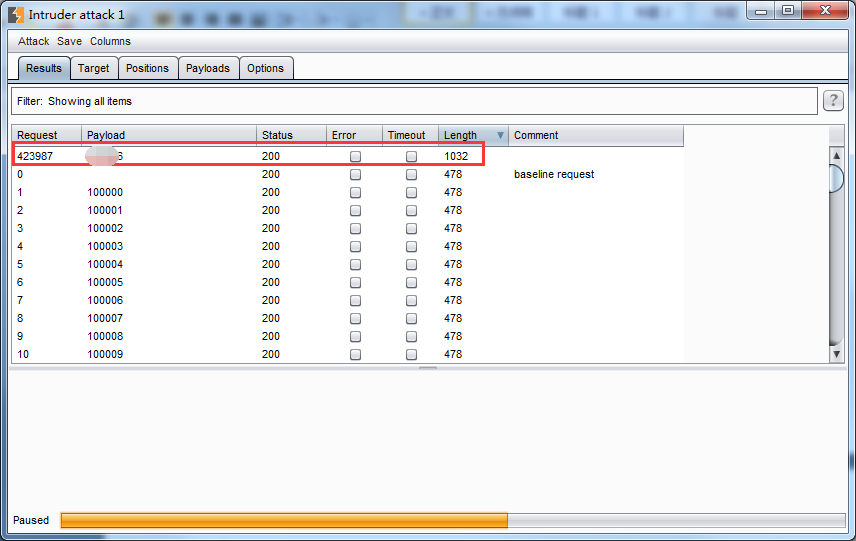 Intruder attack 1
Attack Save Columns
Results Target Positions Payloads Options
Filter: Showing all items ?
Request Payload Status Error Timeout Length Comment
423987 6 200 1032
0 200 478 baseline request
1 100000 200 478
2 100001 200 478
3 100002 200 478
4 100003 200 478
5 100004 200 478
6 100005 200 478
7 100006 200 478
8 100007 200 478
9 100008 200 478
10 100009 200 478
Paused